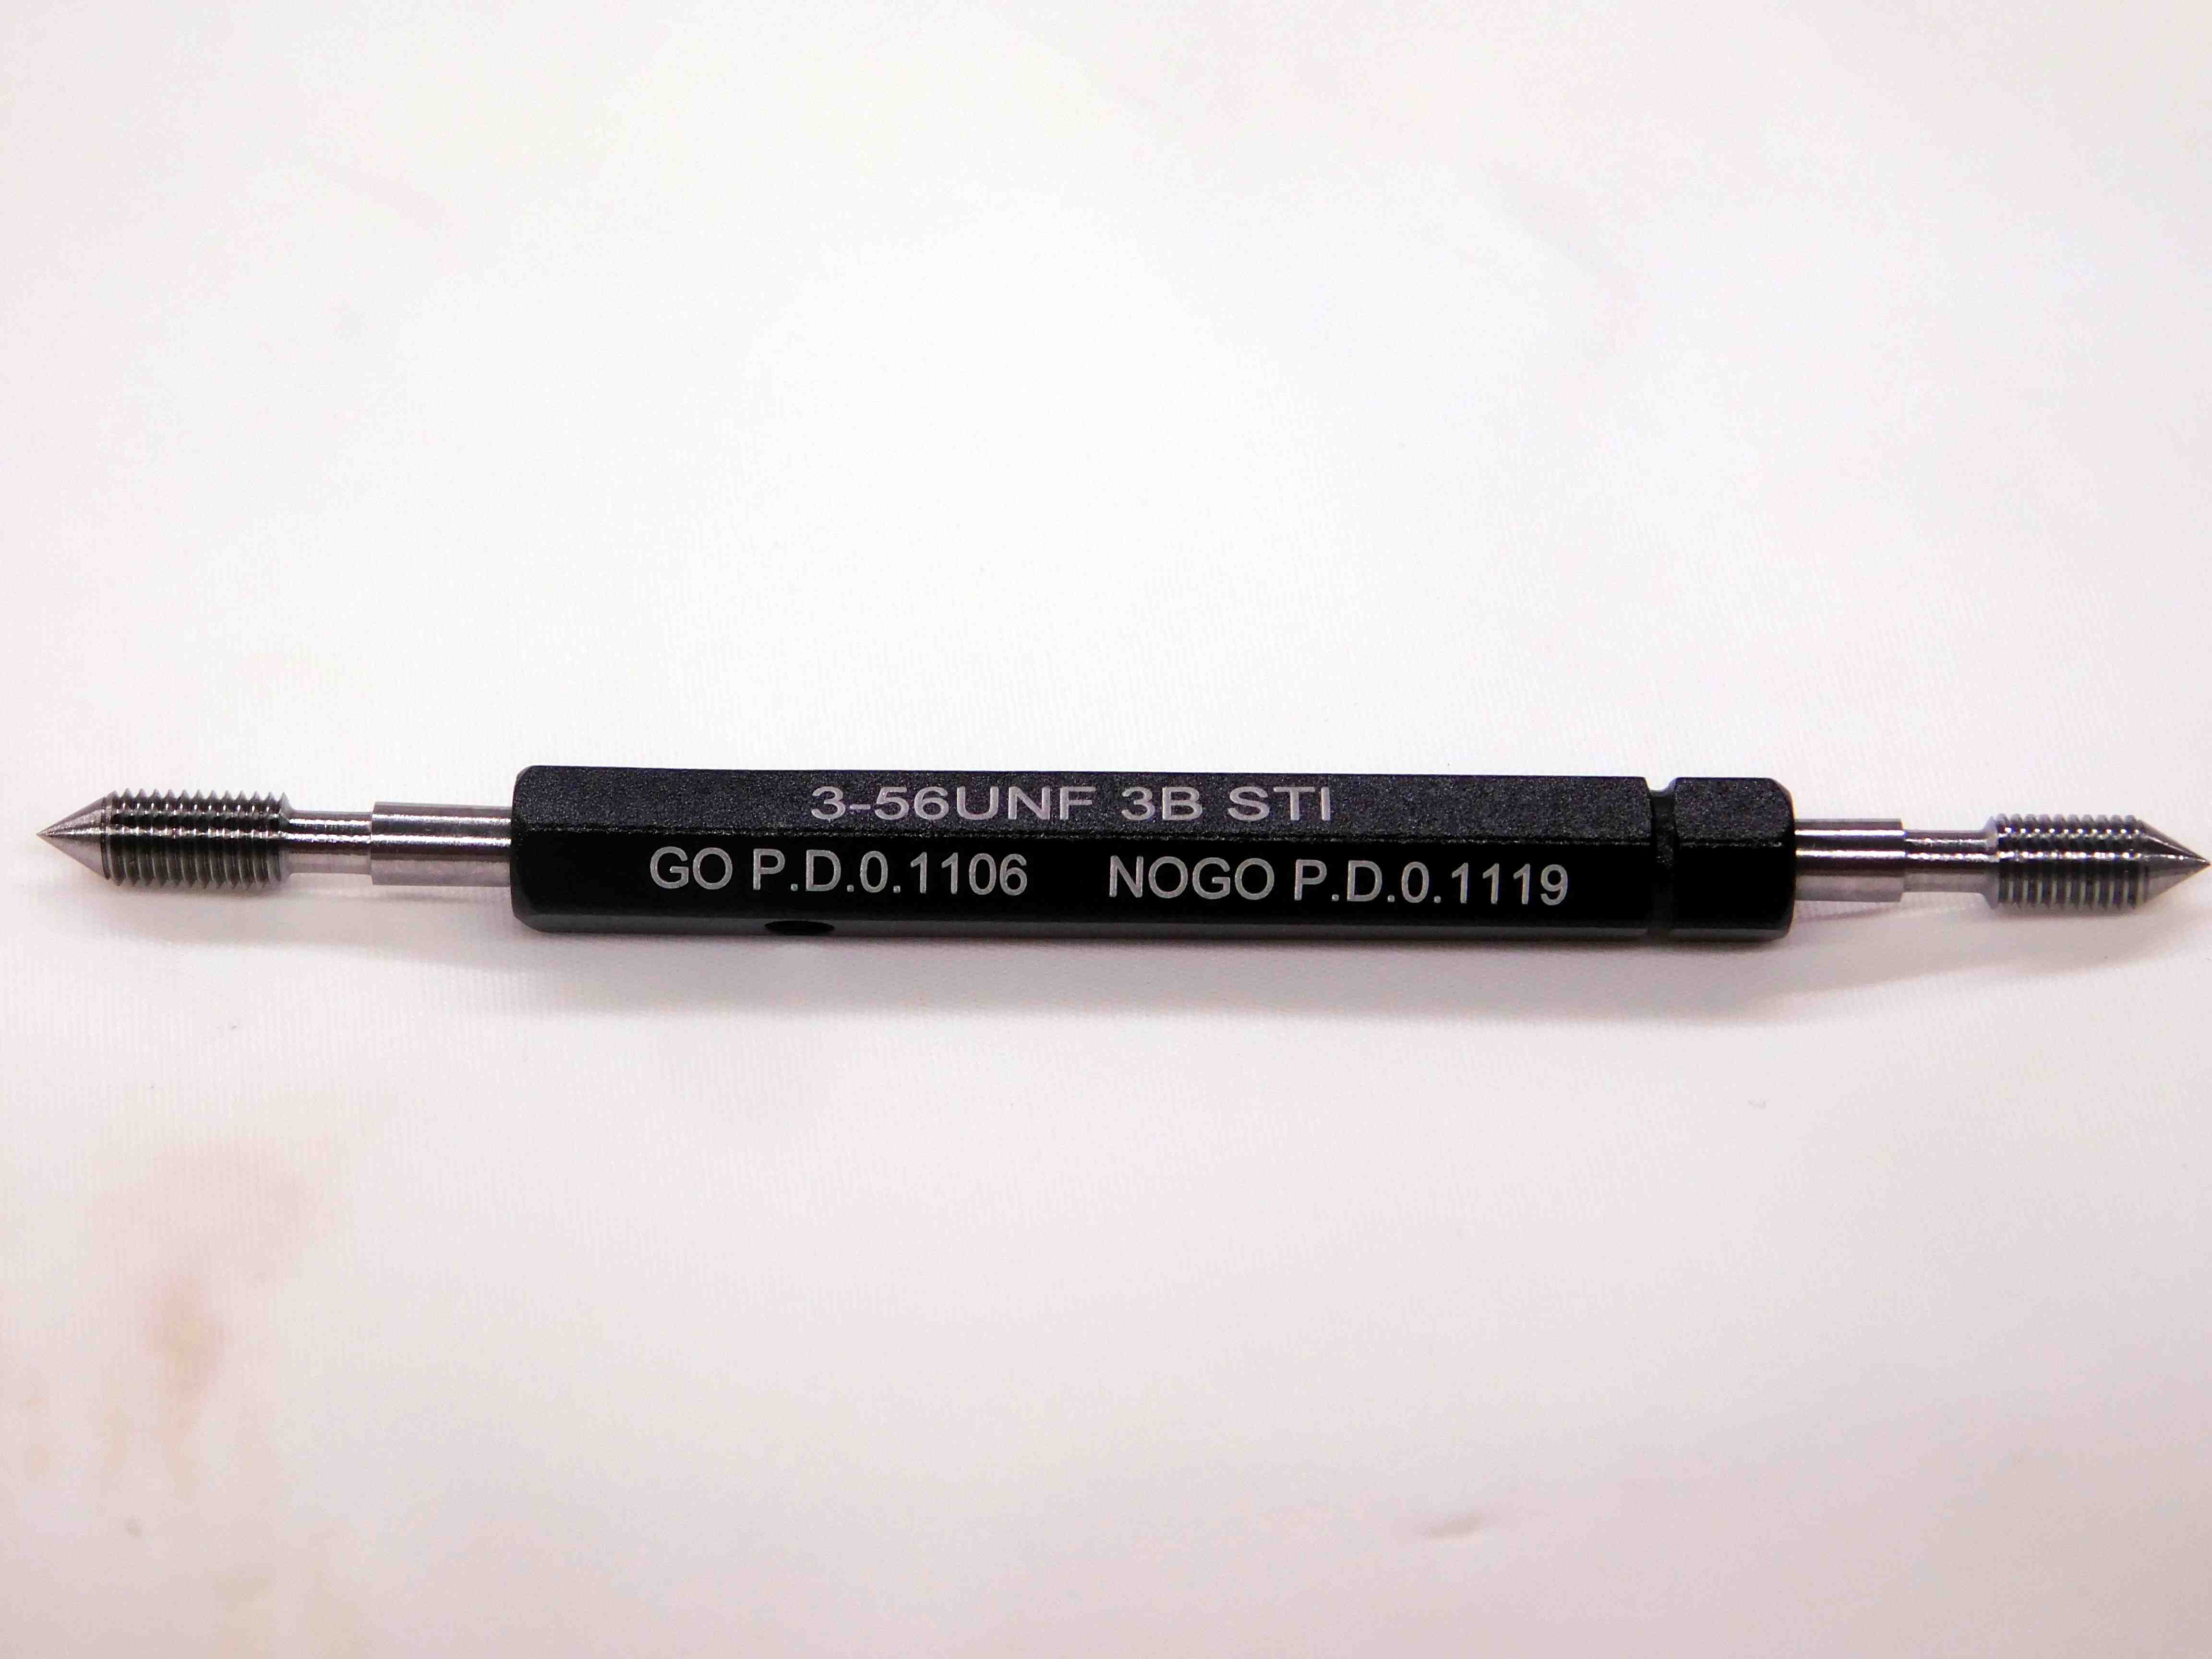 3-56UNF 3B STI
GO P.D.0.1106 NOGO P.D.0.1119